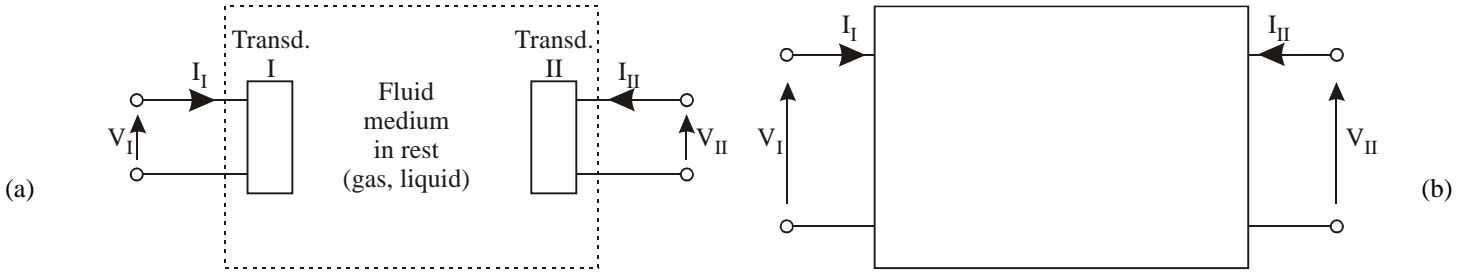 Transd.
I
Transd.
II
I_I
I_II
V_I
V_II
Fluid
medium
in rest
(gas, liquid)
(a)
I_I
I_II
V_I
V_II
(b)